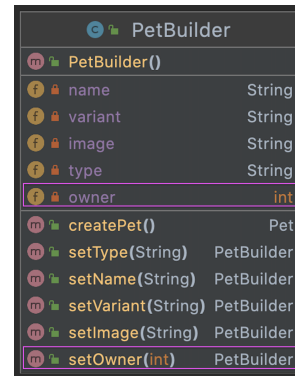 PetBuilder
PetBuilder()
name String
variant String
image String
type String
owner int
createPet() Pet
setType(String) PetBuilder
setName(String) PetBuilder
setVariant(String) PetBuilder
setImage(String) PetBuilder
setOwner(int) PetBuilder